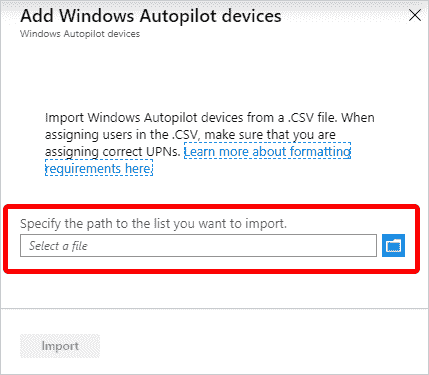 Add Windows Autopilot devices
Windows Autopilot devices
Import Windows Autopilot devices from a .CSV file. When
assigning users in the .CSV, make sure that you are
assigning correct UPNs. Learn more about formatting
requirements here.
Specify the path to the list you want to import.
Select a file
Import